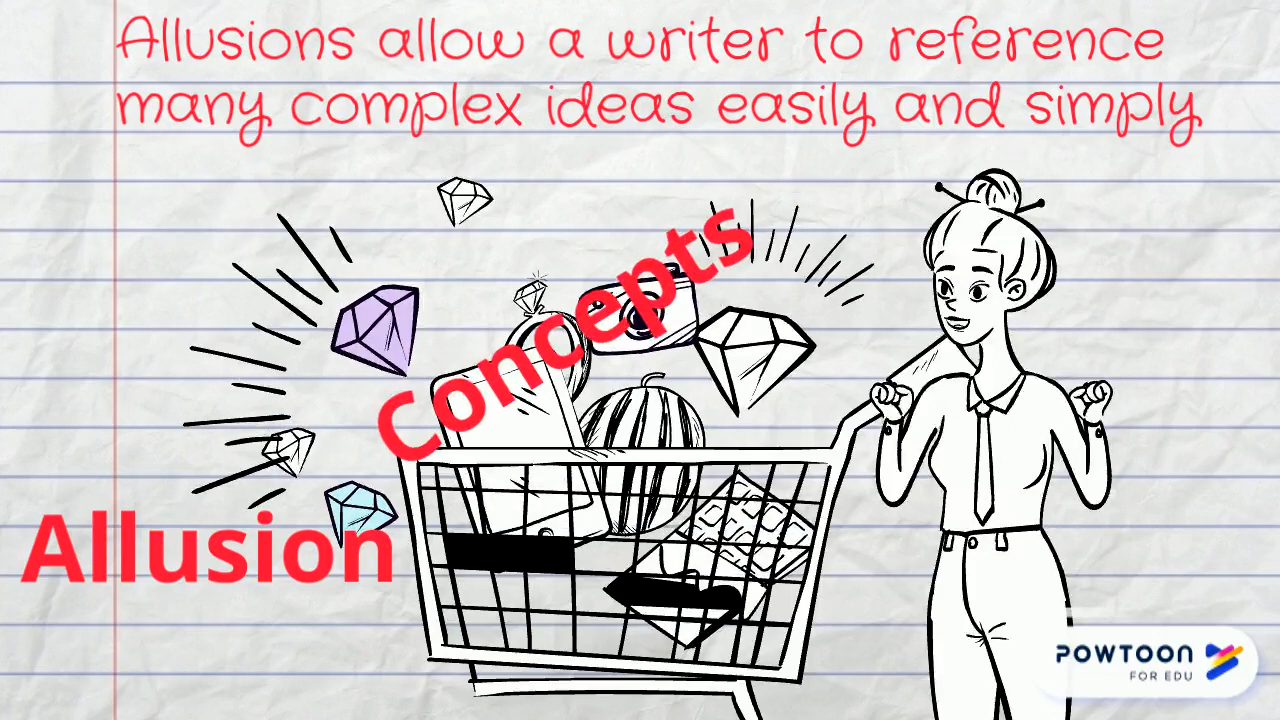 Allusions allow a writer to reference
many complex ideas easily and simply
Concepts
Allusion
POWTOON
FOR EDU